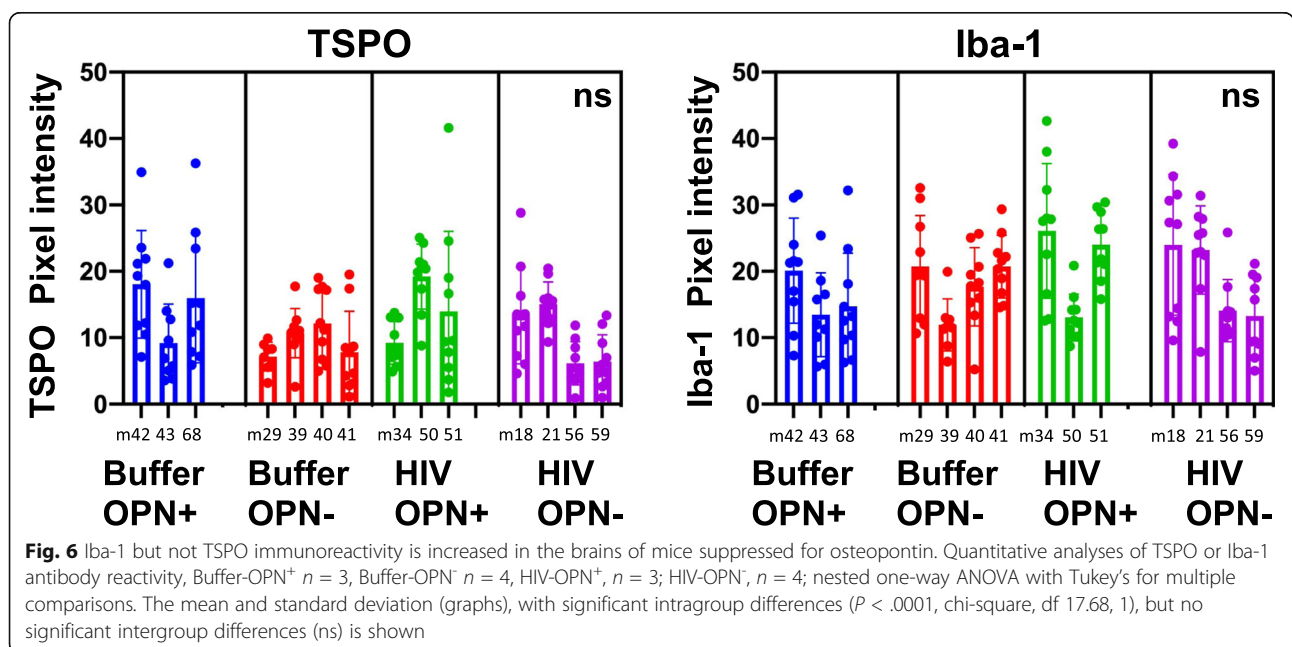 TSPO
TSPO Pixel intensity
50
40
30
20
10
0
ns
m42 43 68
m29 39 40 41
m34 50 51
m18 21 56 59
Buffer
OPN+
Buffer
OPN-
HIV
OPN+
HIV
OPN-
Iba-1
Iba-1 Pixel intensity
50
40
30
20
10
0
ns
m42 43 68
m29 39 40 41
m34 50 51
m18 21 56 59
Buffer
OPN+
Buffer
OPN-
HIV
OPN+
HIV
OPN-
Fig. 6 Iba-1 but not TSPO immunoreactivity is increased in the brains of mice suppressed for osteopontin. Quantitative analyses of TSPO or Iba-1
antibody reactivity, Buffer-OPN⁺ n = 3, Buffer-OPN⁻ n = 4, HIV-OPN⁺, n = 3; HIV-OPN⁻, n = 4; nested one-way ANOVA with Tukey's for multiple
comparisons. The mean and standard deviation (graphs), with significant intragroup differences (P < .0001, chi-square, df 17.68, 1), but no
significant intergroup differences (ns) is shown